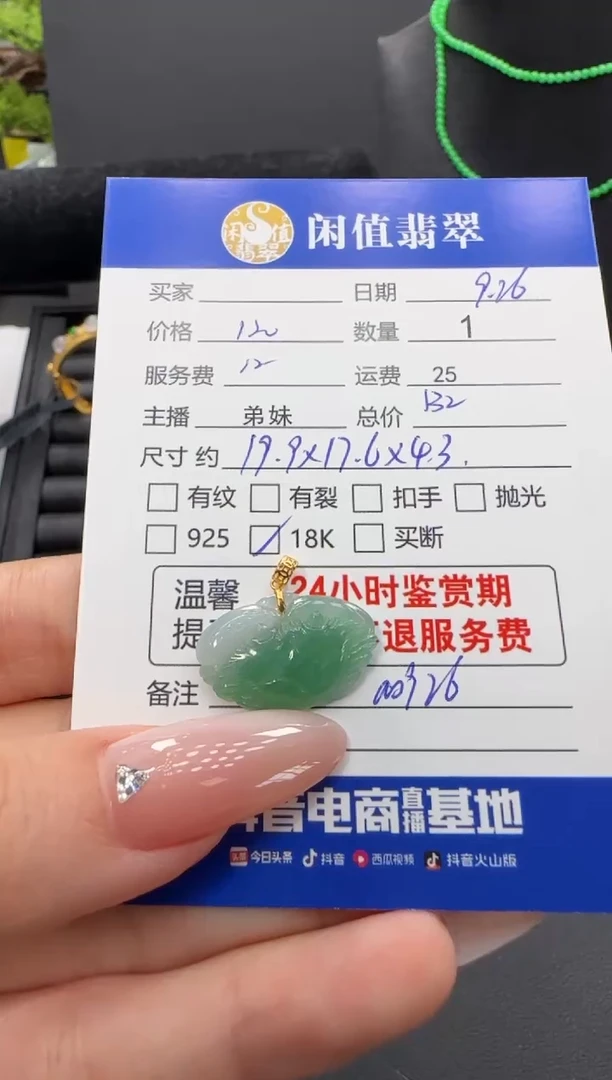 闲值翡翠
闲值翡翠
买家 日期 9.26
价格 120 数量 1
服务费 12 运费 25
主播 弟妹 总价 132
尺寸 约 19.9x17.6x4.3.
有纹 有裂 扣手 抛光
925 18K 买断
温馨 24小时鉴赏期
提 退服务费
备注
音电商直播基地
今日头条 抖音 西瓜视频 抖音火山版